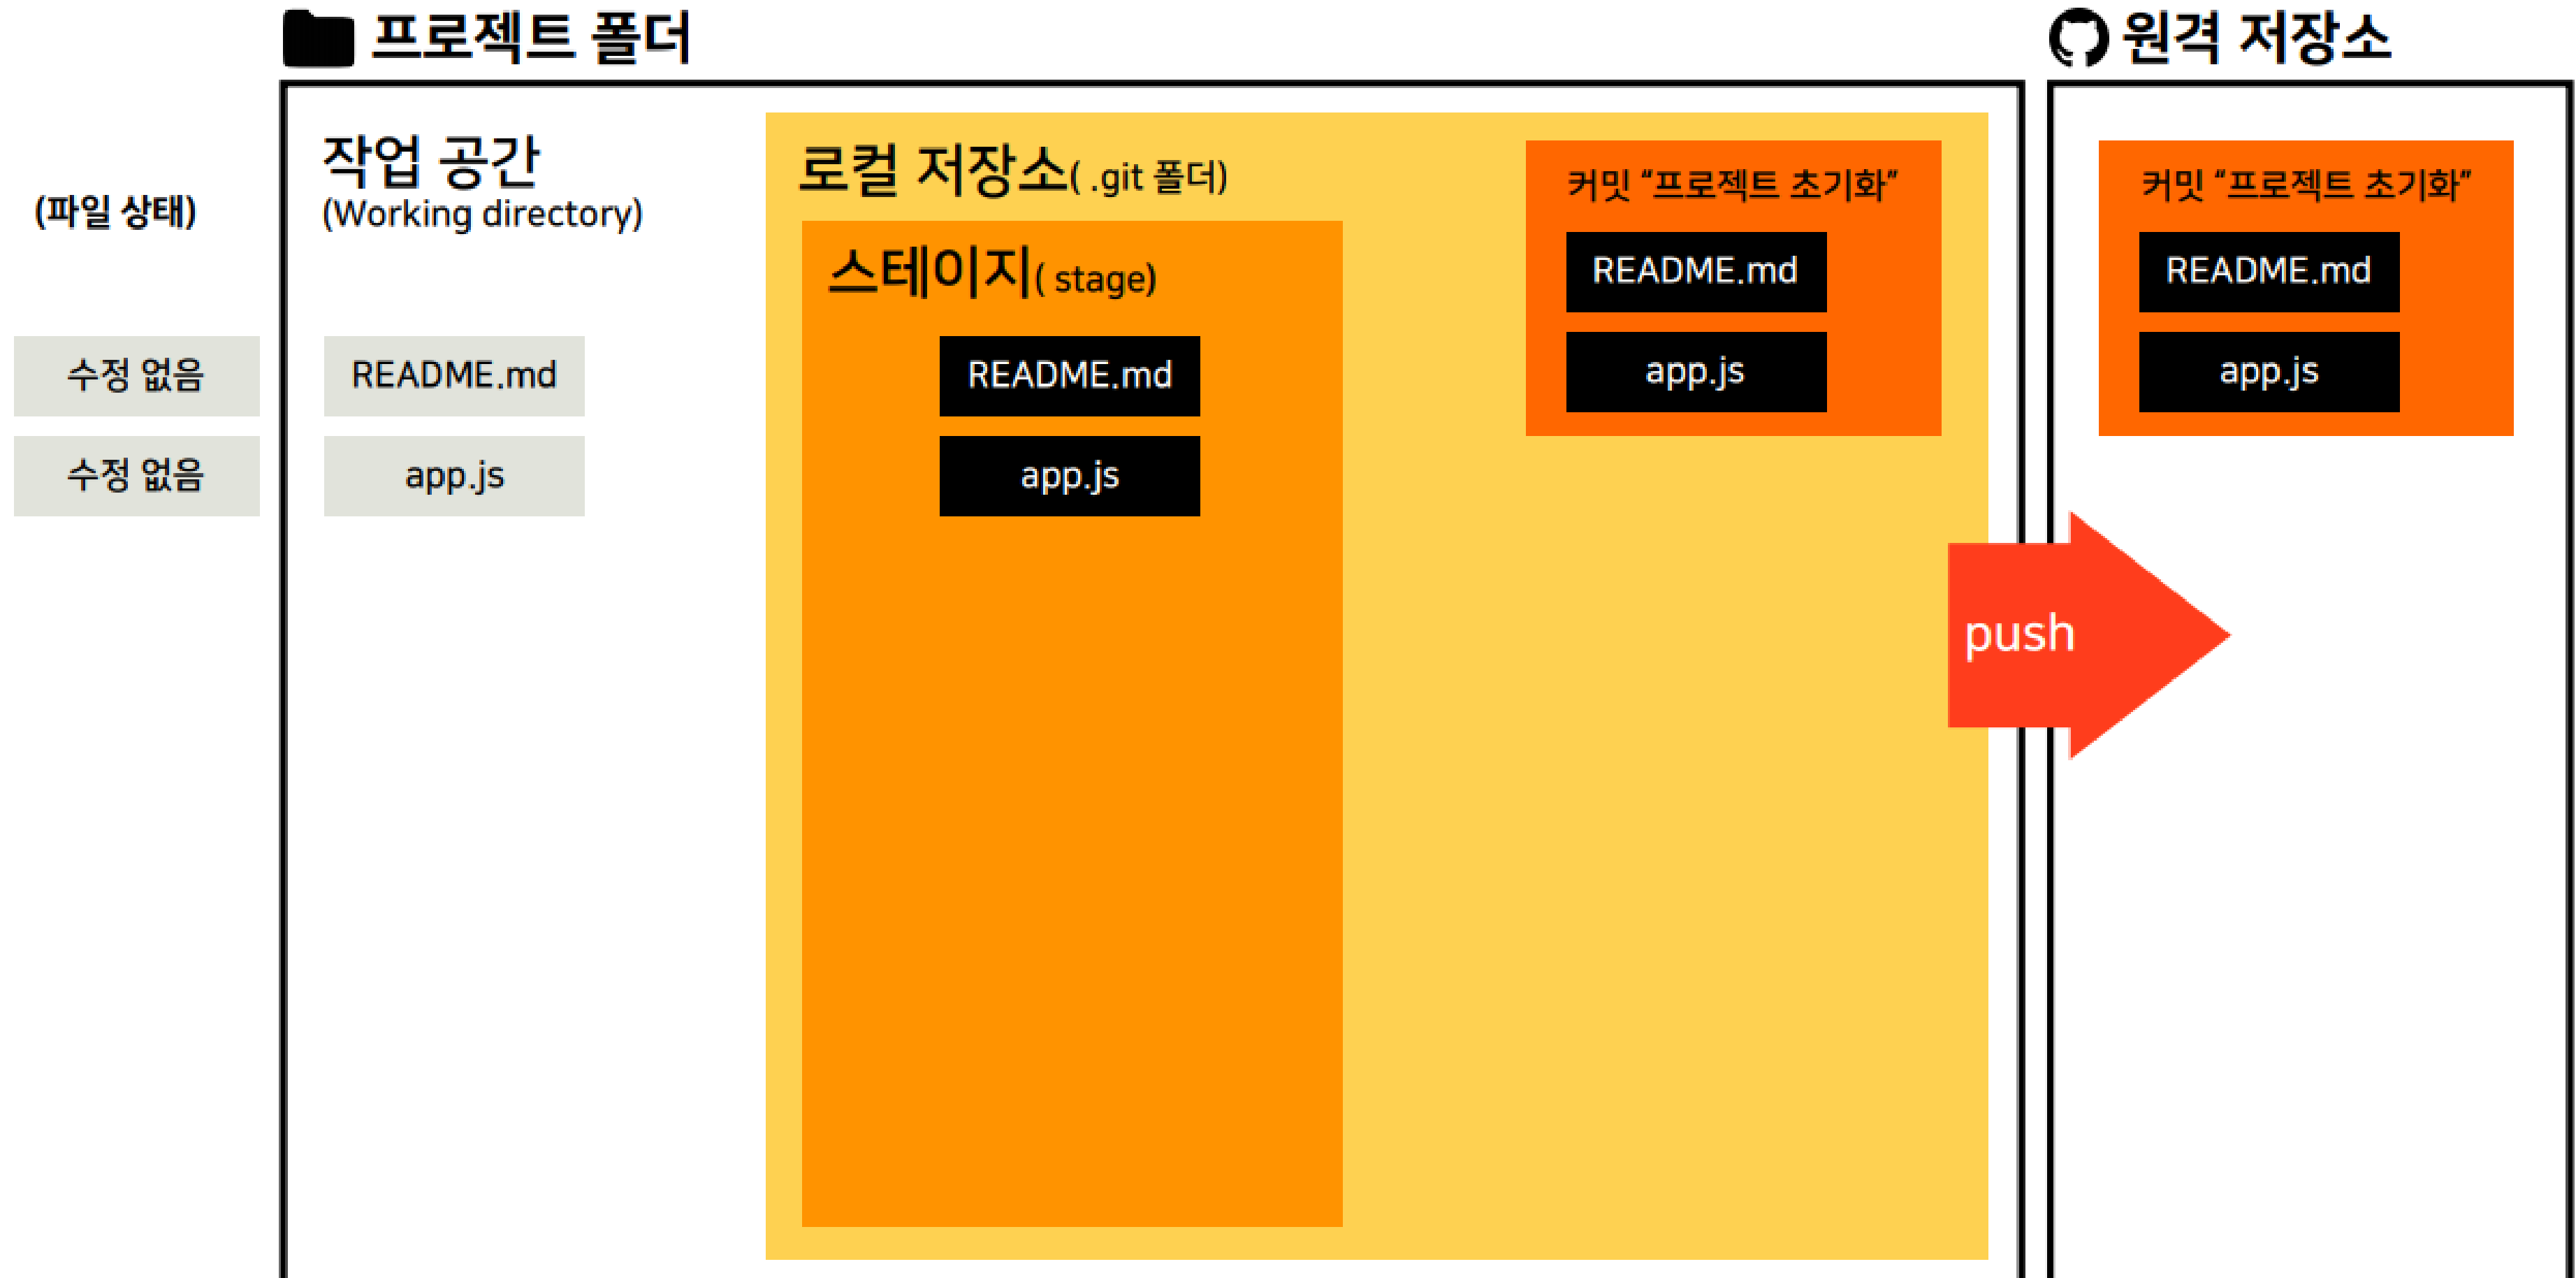 프로젝트 폴더
원격 저장소
(파일 상태)
작업 공간
(Working directory)
로컬 저장소( .git 폴더)
스테이지( stage)
커밋 “프로젝트 초기화”
README.md
app.js
커밋 “프로젝트 초기화”
README.md
app.js
수정 없음
README.md
README.md
수정 없음
app.js
app.js
push